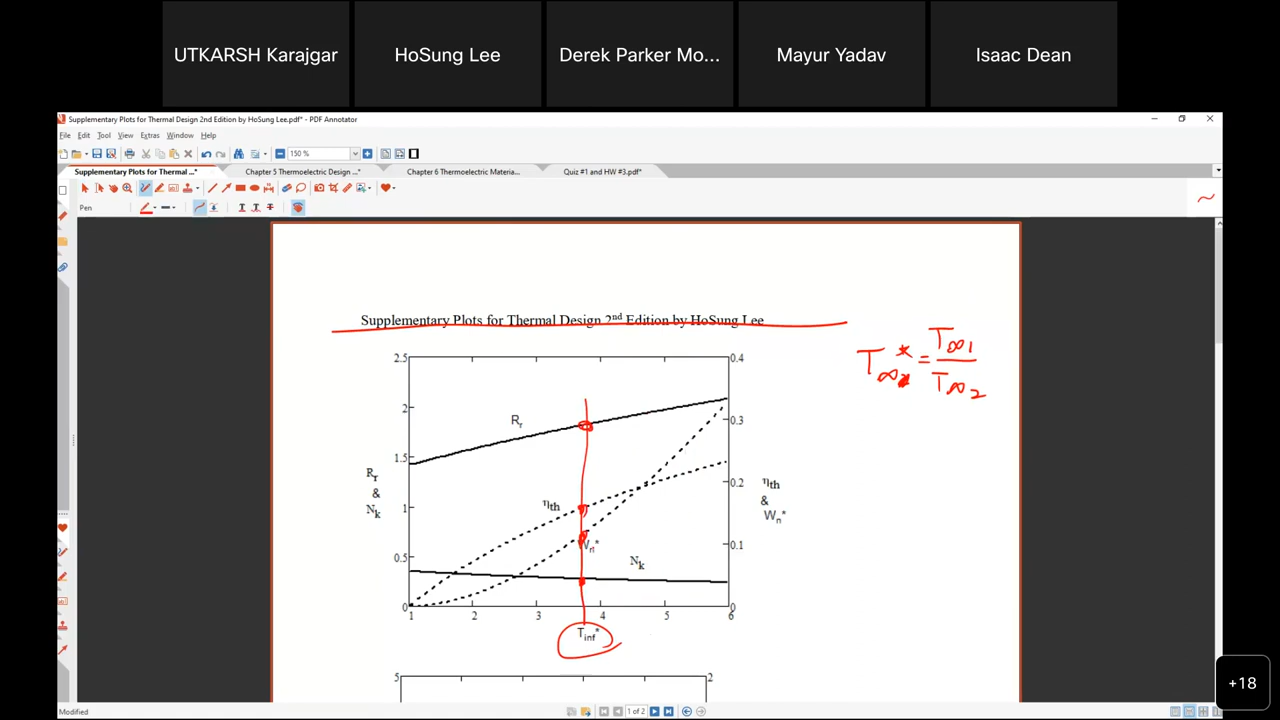 UTKARSH Karajgar
HoSung Lee
Derek Parker Mo...
Mayur Yadav
Isaac Dean
Supplementary Plots for Thermal Design 2nd Edition by HoSung Lee.pdf* - PDF Annotator
File Edit Tool View Extras Window Help
150 %
Supplementary Plots for Thermal ...*
Chapter 5 Thermoelectric Design ...*
Chapter 6 Thermoelectric Materia...
Quiz #1 and HW #3.pdf*
Pen
Supplementary Plots for Thermal Design 2nd Edition by HoSung Lee
T∞2* = T∞1 / T∞2
2.5
2
1.5
1
0.5
0
0.4
0.3
0.2
0.1
0
Rr
ηth
Wn*
Nk
Rr
&
Nk
ηth
&
Wn*
1 2 3 4 5 6
Tinf*
5
2
1 of 2
Modified
+18